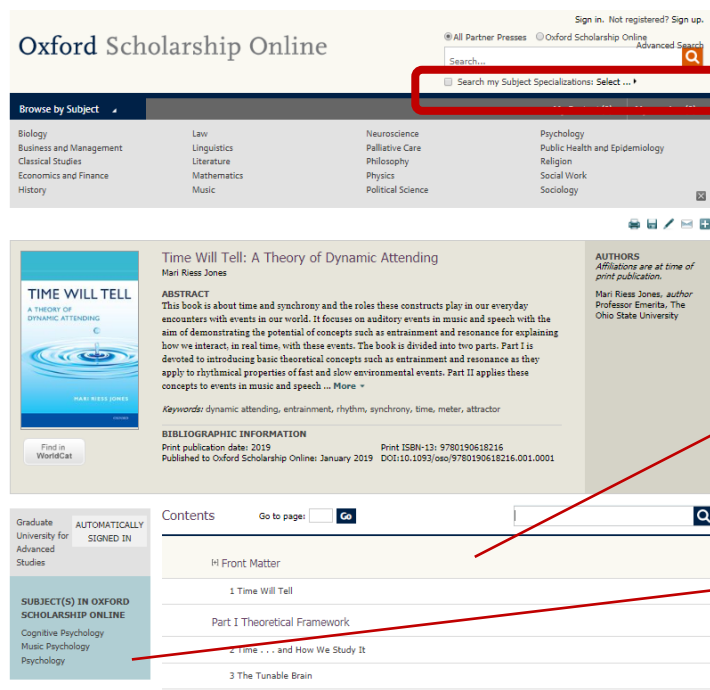 Sign in. Not registered? Sign up.
Oxford Scholarship Online
All Partner Presses Oxford Scholarship Online
Advanced Search
Search...
Search my Subject Specializations: Select ...
Browse by Subject
Biology
Business and Management
Classical Studies
Economics and Finance
History
Law
Linguistics
Literature
Mathematics
Music
Neuroscience
Palliative Care
Philosophy
Physics
Political Science
Psychology
Public Health and Epidemiology
Religion
Social Work
Sociology
TIME WILL TELL
A THEORY OF
DYNAMIC ATTENDING
MARI RIESS JONES
Find in
WorldCat
Time Will Tell: A Theory of Dynamic Attending
Mari Riess Jones
ABSTRACT
This book is about time and synchrony and the roles these constructs play in our everyday
encounters with events in our world. It focuses on auditory events in music and speech with the
aim of demonstrating the potential of concepts such as entrainment and resonance for explaining
how we interact, in real time, with these events. The book is divided into two parts. Part I is
devoted to introducing basic theoretical concepts such as entrainment and resonance as they
apply to rhythmical properties of fast and slow environmental events. Part II applies these
concepts to events in music and speech ... More
Keywords: dynamic attending, entrainment, rhythm, synchrony, time, meter, attractor
BIBLIOGRAPHIC INFORMATION
Print publication date: 2019 Print ISBN-13: 9780190618216
Published to Oxford Scholarship Online: January 2019 DOI:10.1093/oso/9780190618216.001.0001
AUTHORS
Affiliations are at time of
print publication.
Mari Riess Jones, author
Professor Emerita, The
Ohio State University
Graduate
University for
Advanced
Studies
AUTOMATICALLY
SIGNED IN
SUBJECT(S) IN OXFORD
SCHOLARSHIP ONLINE
Cognitive Psychology
Music Psychology
Psychology
Contents Go to page: Go
[+] Front Matter
1 Time Will Tell
Part I Theoretical Framework
2 Time . . . and How We Study It
3 The Tunable Brain